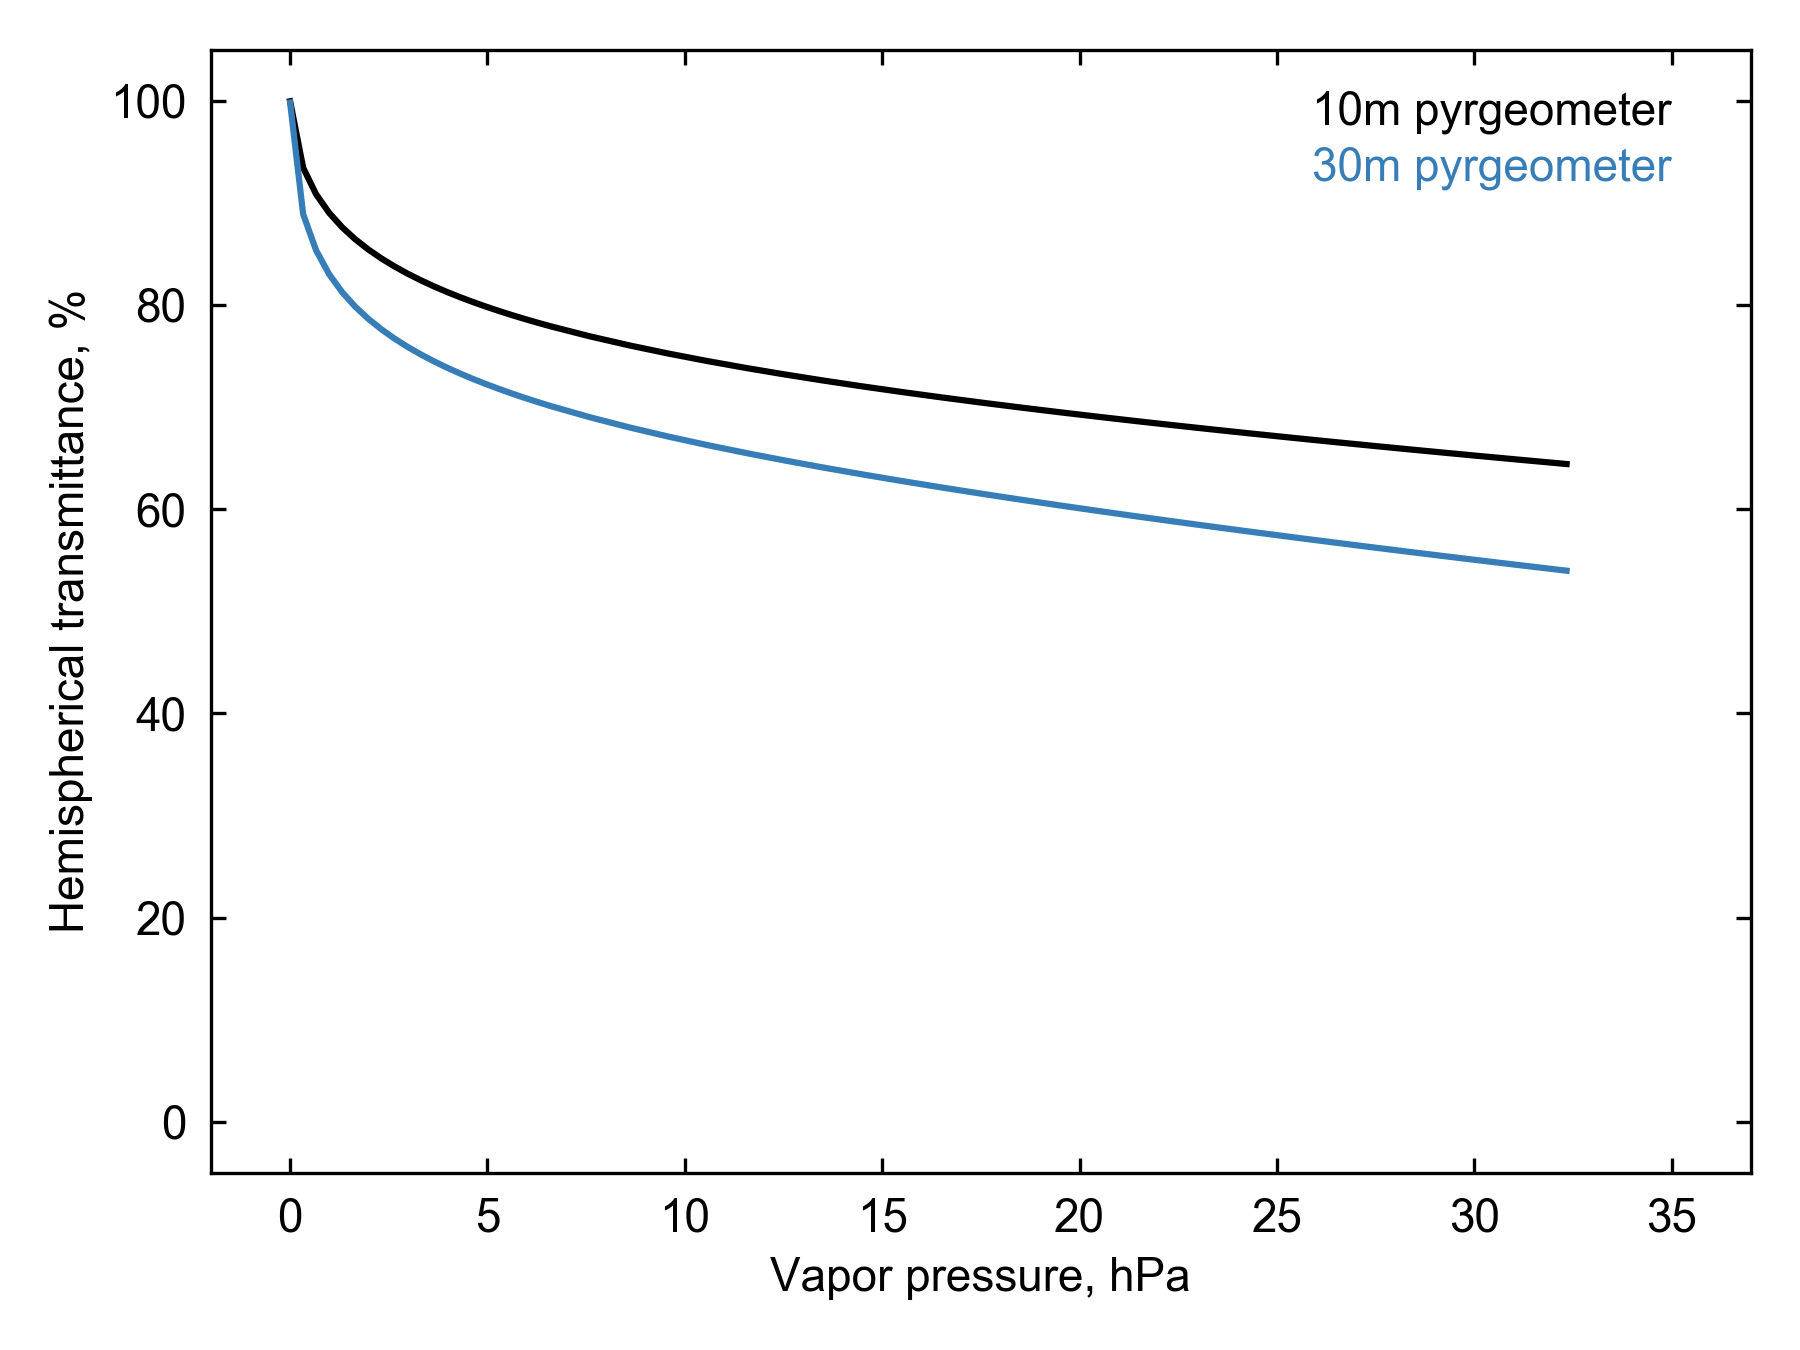 10m pyrgeometer
30m pyrgeometer
Hemispherical transmittance, %
100
80
60
40
20
0
0 5 10 15 20 25 30 35
Vapor pressure, hPa